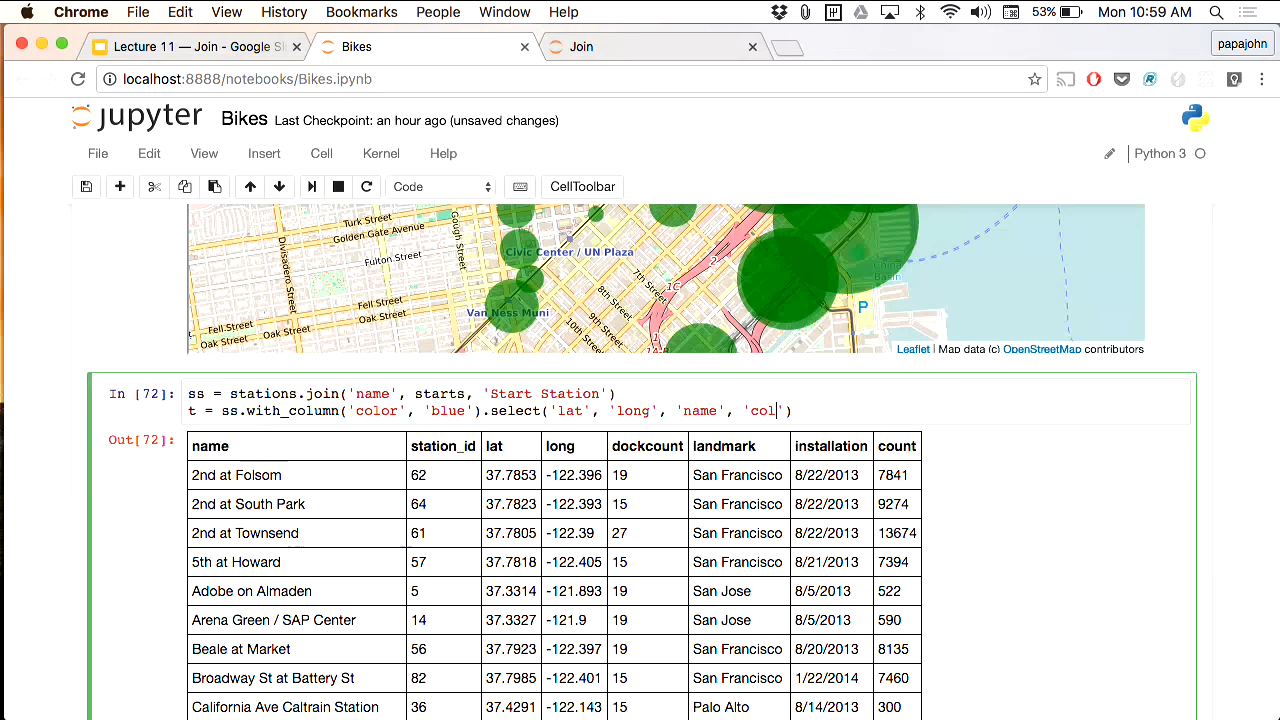 Chrome File Edit View History Bookmarks People Window Help 53% Mon 10:59 AM
Lecture 11 — Join - Google Sl Bikes Join papajohn
localhost:8888/notebooks/Bikes.ipynb
jupyter Bikes Last Checkpoint: an hour ago (unsaved changes)
File Edit View Insert Cell Kernel Help Python 3
Code CellToolbar
Turk Street
Golden Gate Avenue
Gough Street
Divisadero Street
Fulton Street
Civic Center / UN Plaza
7th Street
2
1C
China Basin
Fell Street
Oak Street
8th Street
9th Street
10th Street
Van Ness Muni
P
Fell Street
Oak Street
Leaflet | Map data (c) OpenStreetMap contributors
In [72]: ss = stations.join('name', starts, 'Start Station')
t = ss.with_column('color', 'blue').select('lat', 'long', 'name', 'col')
Out[72]: name station_id lat long dockcount landmark installation count
2nd at Folsom 62 37.7853 -122.396 19 San Francisco 8/22/2013 7841
2nd at South Park 64 37.7823 -122.393 15 San Francisco 8/22/2013 9274
2nd at Townsend 61 37.7805 -122.39 27 San Francisco 8/22/2013 13674
5th at Howard 57 37.7818 -122.405 15 San Francisco 8/21/2013 7394
Adobe on Almaden 5 37.3314 -121.893 19 San Jose 8/5/2013 522
Arena Green / SAP Center 14 37.3327 -121.9 19 San Jose 8/5/2013 590
Beale at Market 56 37.7923 -122.397 19 San Francisco 8/20/2013 8135
Broadway St at Battery St 82 37.7985 -122.401 15 San Francisco 1/22/2014 7460
California Ave Caltrain Station 36 37.4291 -122.143 15 Palo Alto 8/14/2013 300